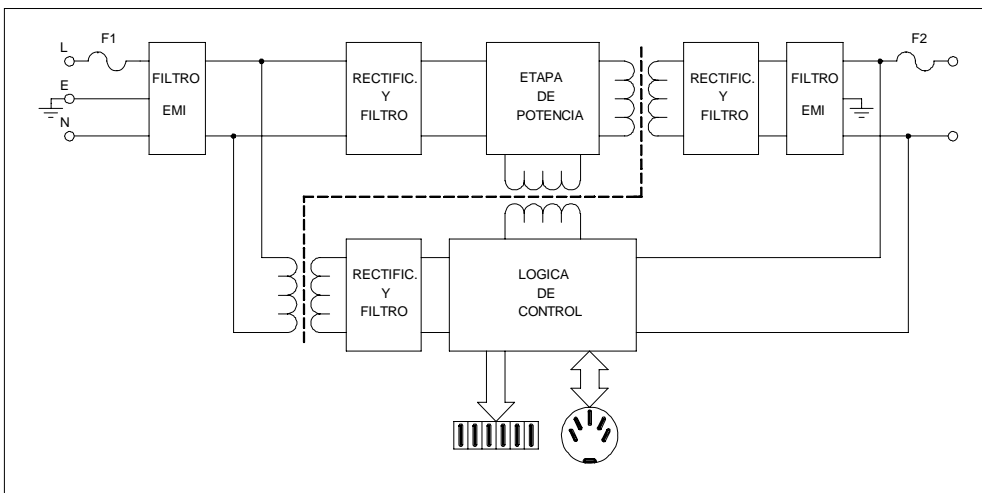 L
F1
E
N
FILTRO
EMI
RECTIFIC.
Y
FILTRO
ETAPA
DE
POTENCIA
RECTIFIC.
Y
FILTRO
FILTRO
EMI
F2
RECTIFIC.
Y
FILTRO
LOGICA
DE
CONTROL